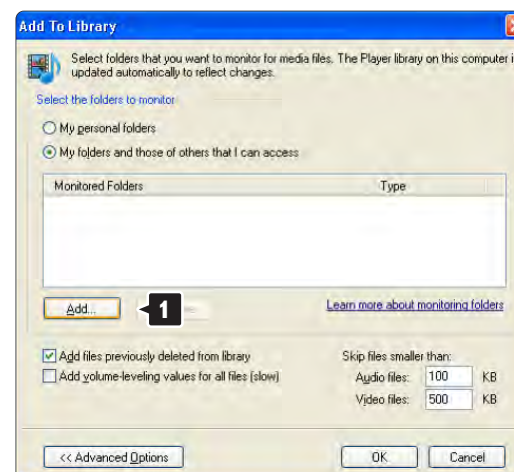 Add To Library
Select folders that you want to monitor for media files. The Player library on this computer i
updated automatically to reflect changes.
Select the folders to monitor
My personal folders
My folders and those of others that I can access
Monitored Folders Type
Add... 1 Learn more about monitoring folders
Add files previously deleted from library Skip files smaller than:
Add volume-leveling values for all files (slow) Audio files: 100 KB
Video files: 500 KB
<< Advanced Options OK Cancel